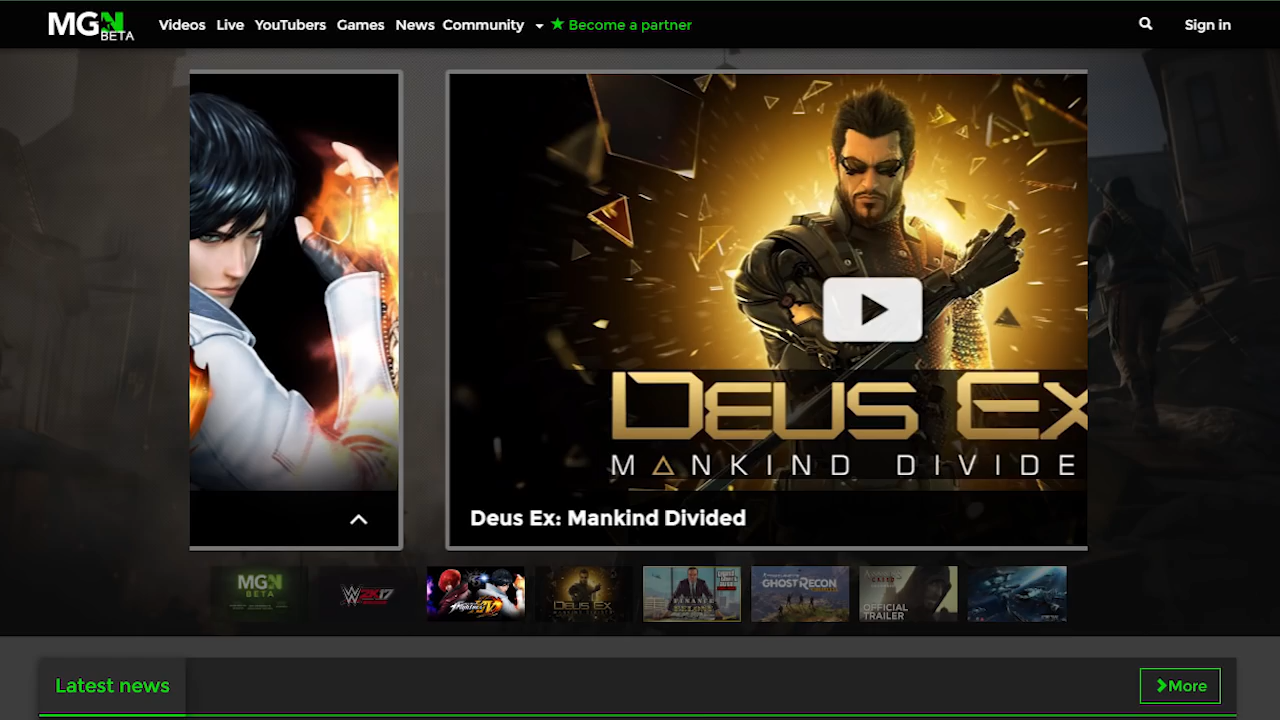 MGN
BETA
Videos Live YouTubers Games News Community ★ Become a partner
Sign in
DEUS EX
MANKIND DIVIDE
Deus Ex: Mankind Divided
MGN
BETA
W2K17
DEUS EX
GHOST RECON
OFFICIAL
TRAILER
Latest news
More